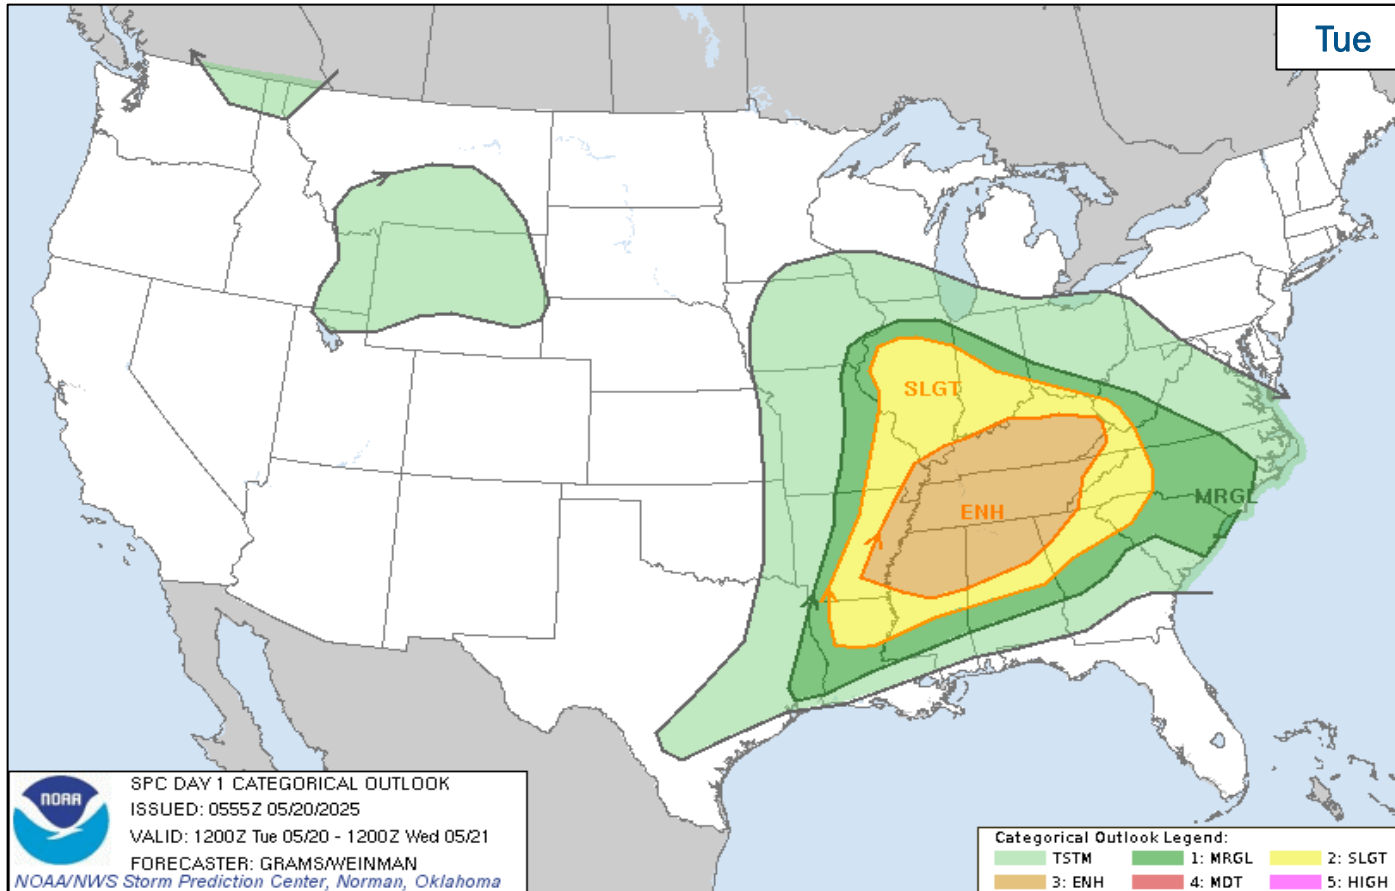 Tue
SLGT
MRGL
ENH
NOAA
SPC DAY 1 CATEGORICAL OUTLOOK
ISSUED: 0555Z 05/20/2025
VALID: 1200Z Tue 05/20 - 1200Z Wed 05/21
FORECASTER: GRAMS/WEINMAN
NOAA/NWS Storm Prediction Center, Norman, Oklahoma
Categorical Outlook Legend:
TSTM 1: MRGL 2: SLGT
3: ENH 4: MDT 5: HIGH